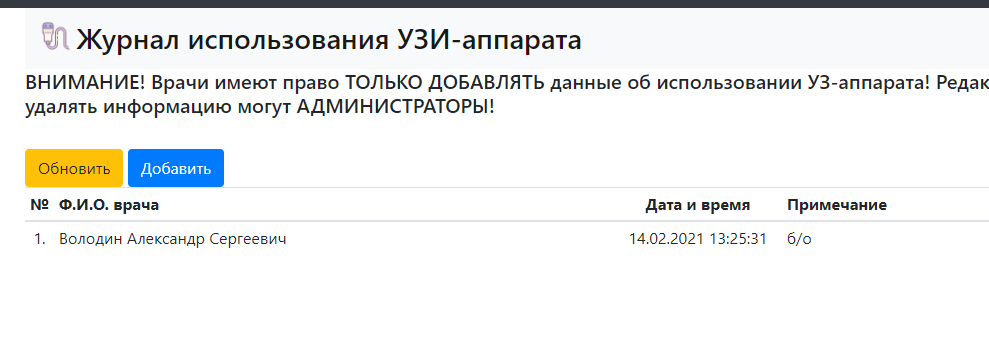 Журнал использования УЗИ-аппарата
ВНИМАНИЕ! Врачи имеют право ТОЛЬКО ДОБАВЛЯТЬ данные об использовании УЗ-аппарата! Редак
удалять информацию могут АДМИНИСТРАТОРЫ!
Обновить Добавить
№ Ф.И.О. врача Дата и время Примечание
1. Володин Александр Сергеевич 14.02.2021 13:25:31 б/о